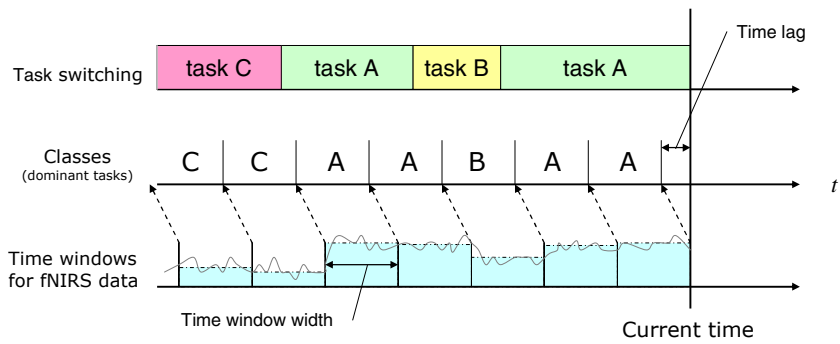 Time lag
Task switching
task C
task A
task B
task A
Classes
(dominant tasks)
C
C
A
A
B
A
A
t
Time windows
for fNIRS data
Time window width
Current time